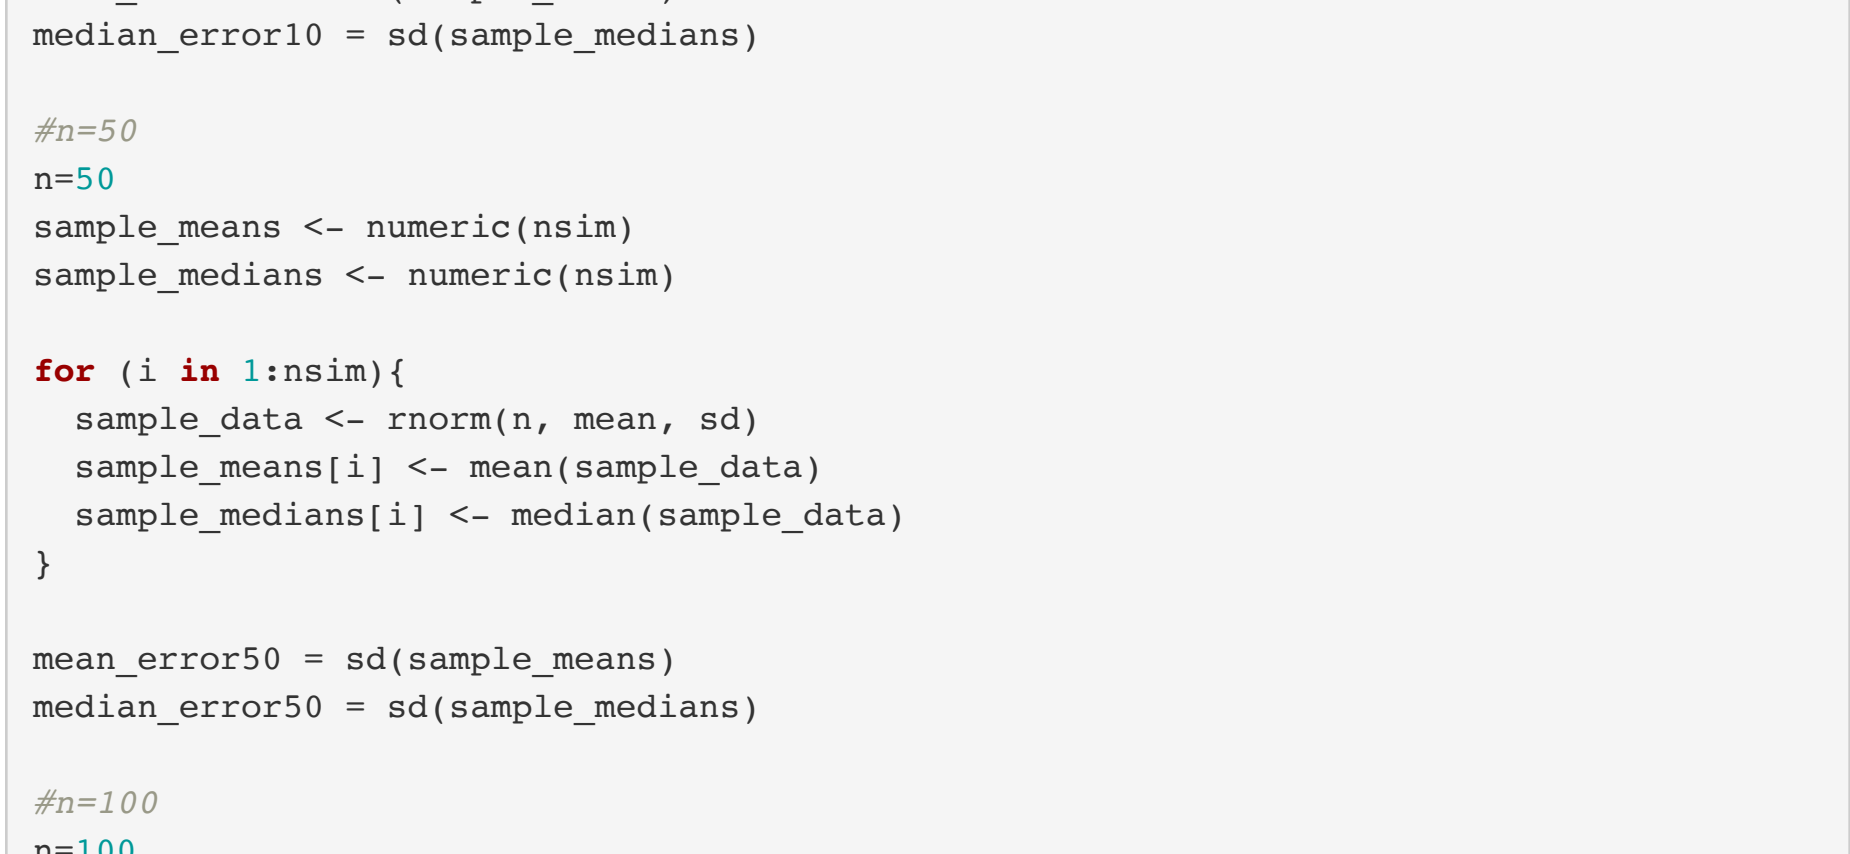 median_error10 = sd(sample_medians)
#n=50
n=50
sample_means <- numeric(nsim)
sample_medians <- numeric(nsim)
for (i in 1:nsim){
  sample_data <- rnorm(n, mean, sd)
  sample_means[i] <- mean(sample_data)
  sample_medians[i] <- median(sample_data)
}
mean_error50 = sd(sample_means)
median_error50 = sd(sample_medians)
#n=100
n=100